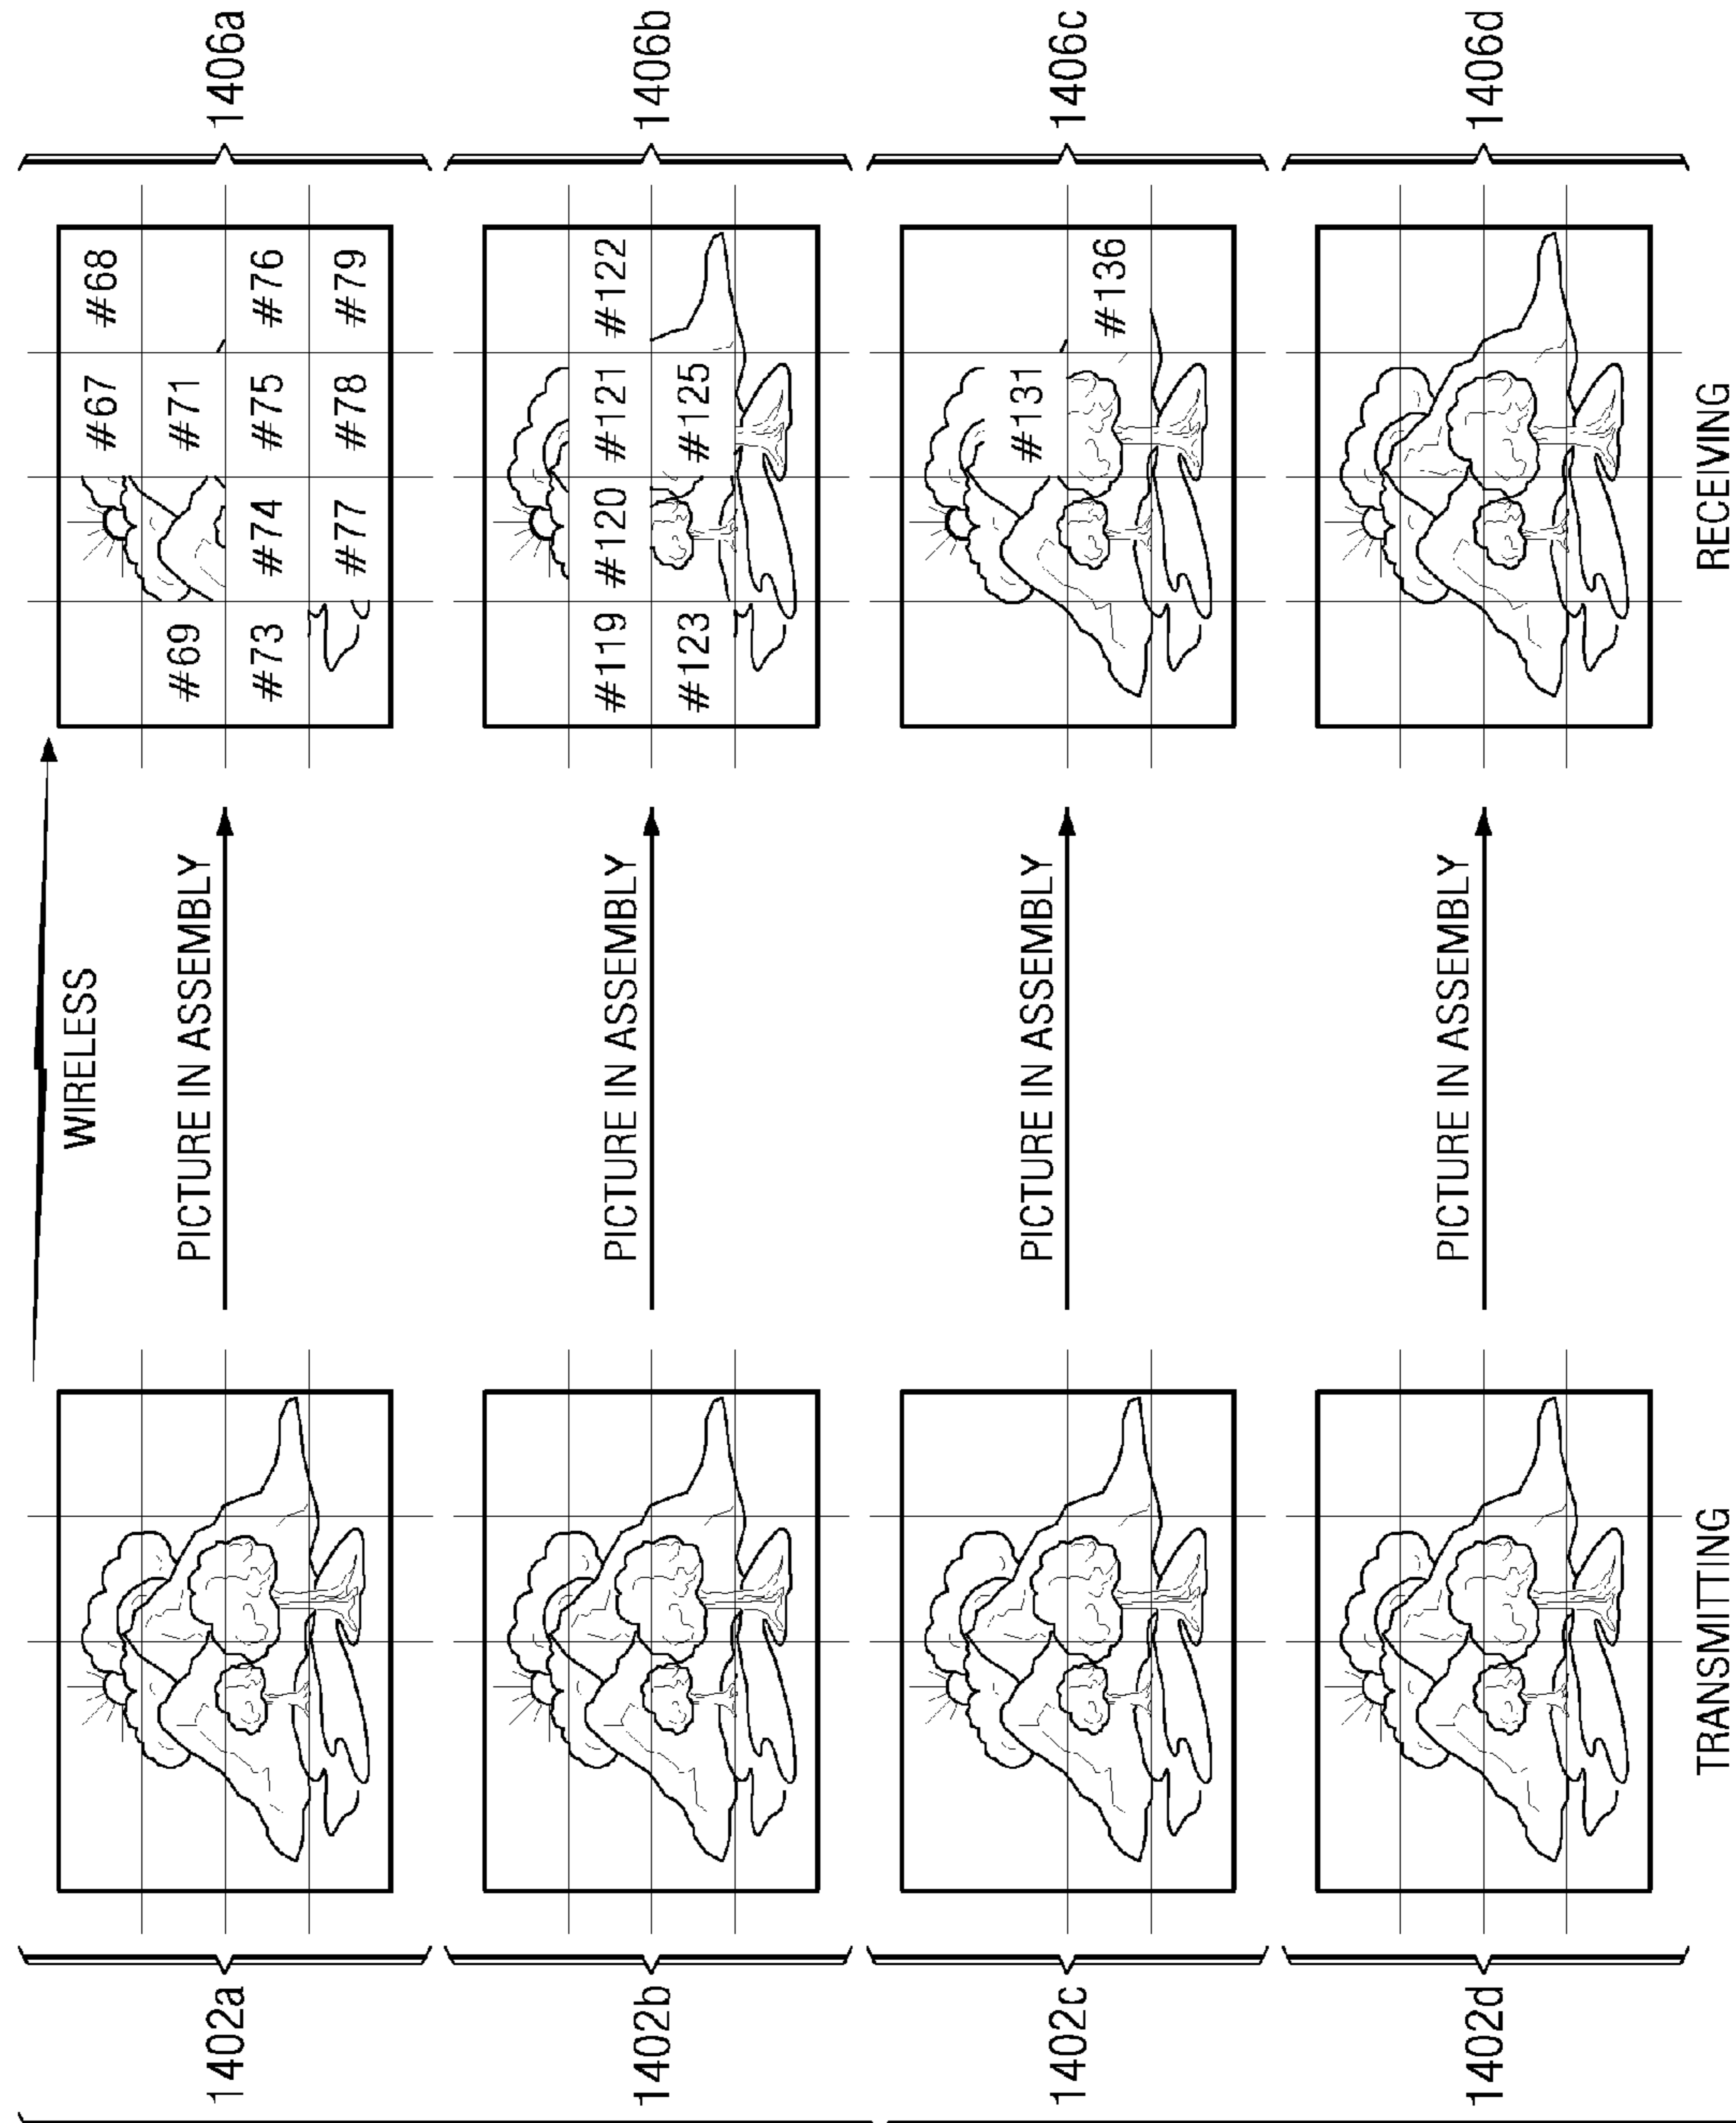 WIRELESS
1402a
PICTURE IN ASSEMBLY
#67 #68
#69 #71
#73 #74 #75 #76
#77 #78 #79
1406a
1402b
PICTURE IN ASSEMBLY
#119 #120 #121 #122
#123 #125
1406b
1402c
PICTURE IN ASSEMBLY
#131
#136
1406c
1402d
PICTURE IN ASSEMBLY
1406d
TRANSMITTING
RECEIVING